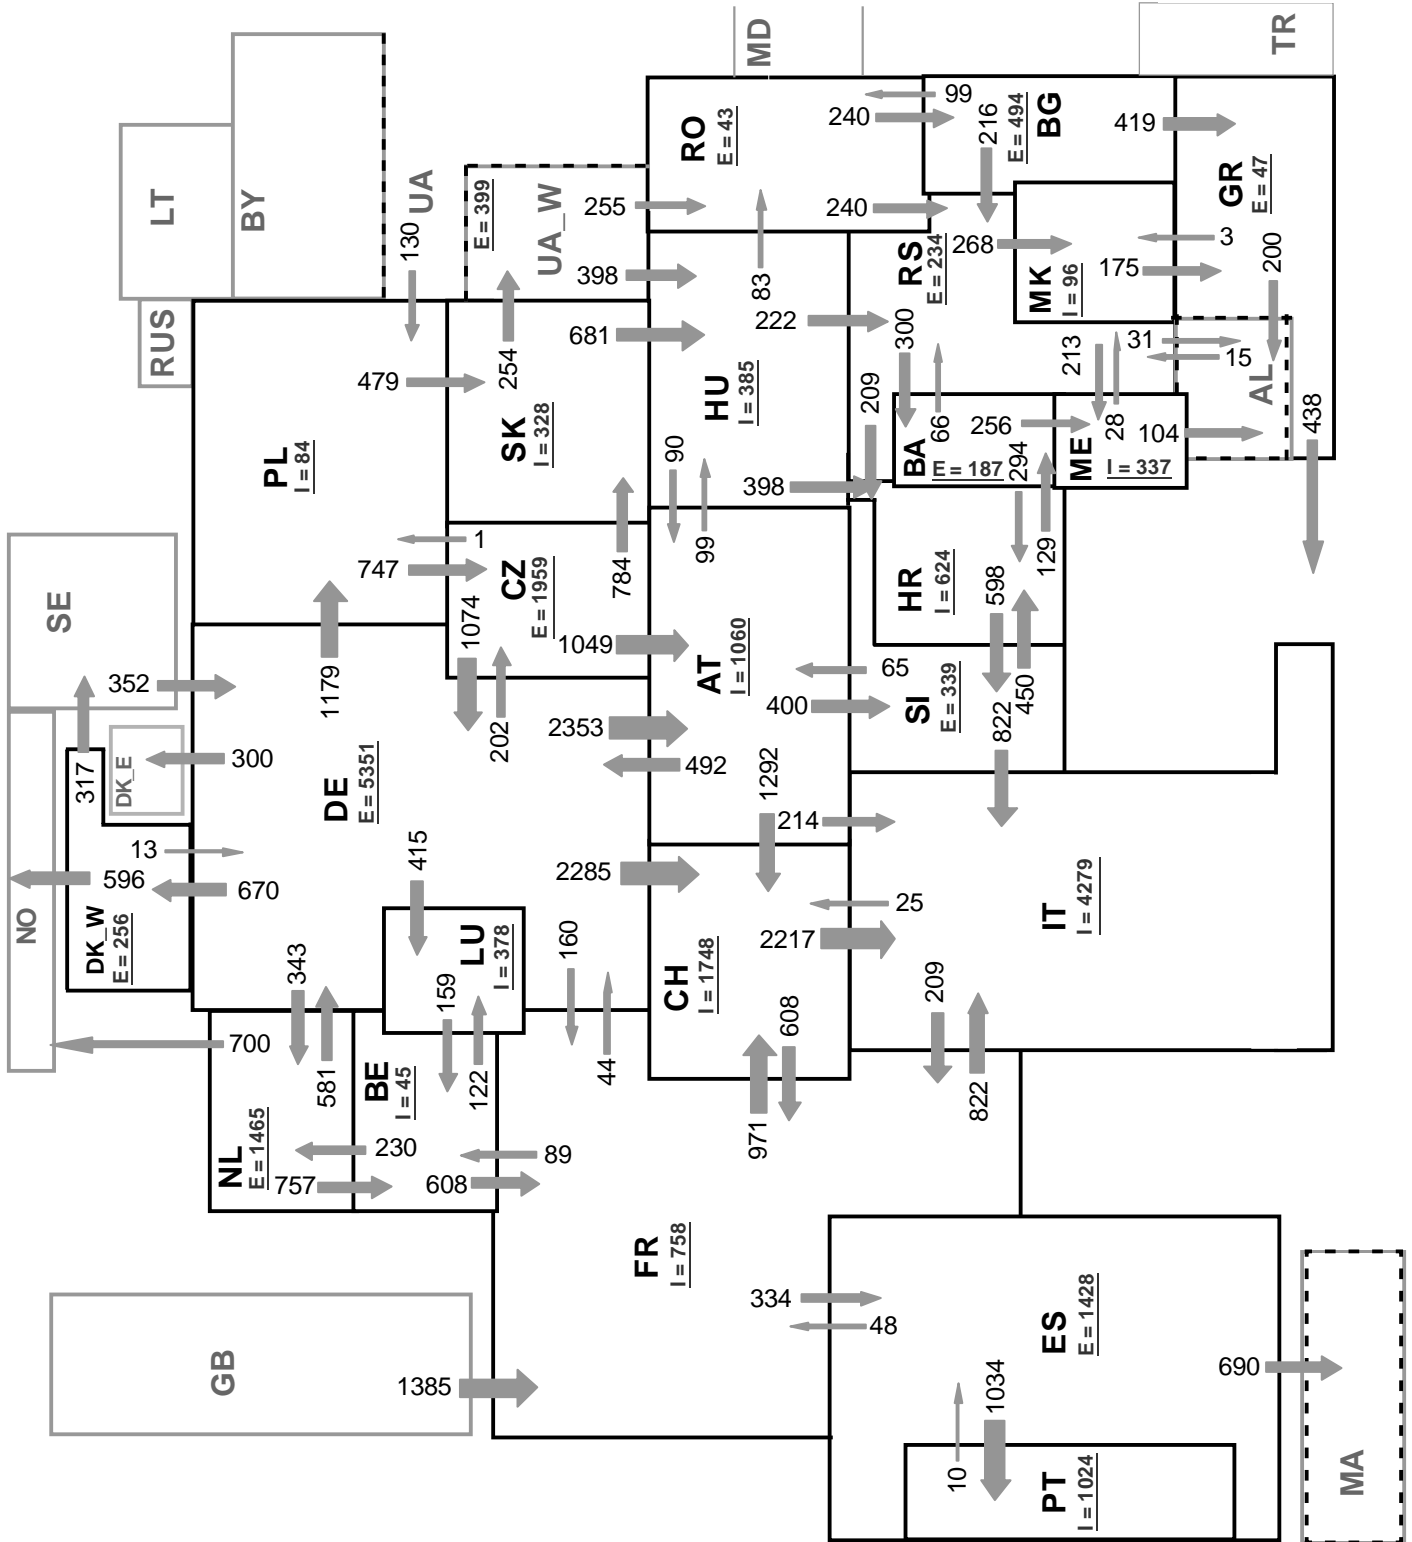 MD
TR
LT
BY
UA
130
E = 399
UA_W
RO
E = 43
99
240
216
E = 494
BG
419
GR
E = 47
255
240
RS
E = 234
268
MK
I = 96
3
175
200
398
83
RUS
254
681
222
300
213
31
15
AL
479
HU
I = 385
209
66
256
28
104
438
PL
I = 84
SK
I = 328
90
398
BA
E = 187
294
ME
I = 337
99
1
747
CZ
E = 1959
784
HR
I = 624
598
129
SE
352
1179
1074
1049
AT
I = 1060
65
400
SI
E = 339
822
450
202
2353
492
1292
317
DK_E
300
DE
E = 5351
214
13
596
670
415
2285
NO
DK_W
E = 256
343
LU
I = 378
159
160
CH
I = 1748
25
2217
IT
I = 4279
209
700
581
BE
I = 45
122
44
608
971
822
NL
E = 1465
230
757
89
608
FR
I = 758
334
48
ES
E = 1428
GB
1385
690
1034
10
PT
I = 1024
MA